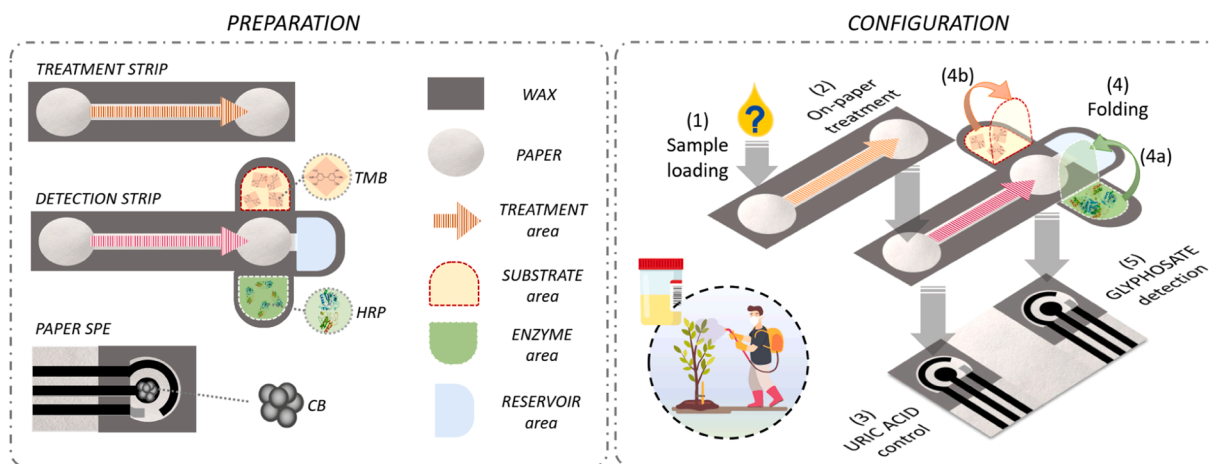 PREPARATION
TREATMENT STRIP
DETECTION STRIP
TMB
HRP
PAPER SPE
CB
WAX
PAPER
TREATMENT
area
SUBSTRATE
area
ENZYME
area
RESERVOIR
area
CONFIGURATION
(1)
Sample
loading
?
(2)
On-paper
treatment
(4b)
(4)
Folding
(4a)
(3)
URIC ACID
control
(5)
GLYPHOSATE
detection